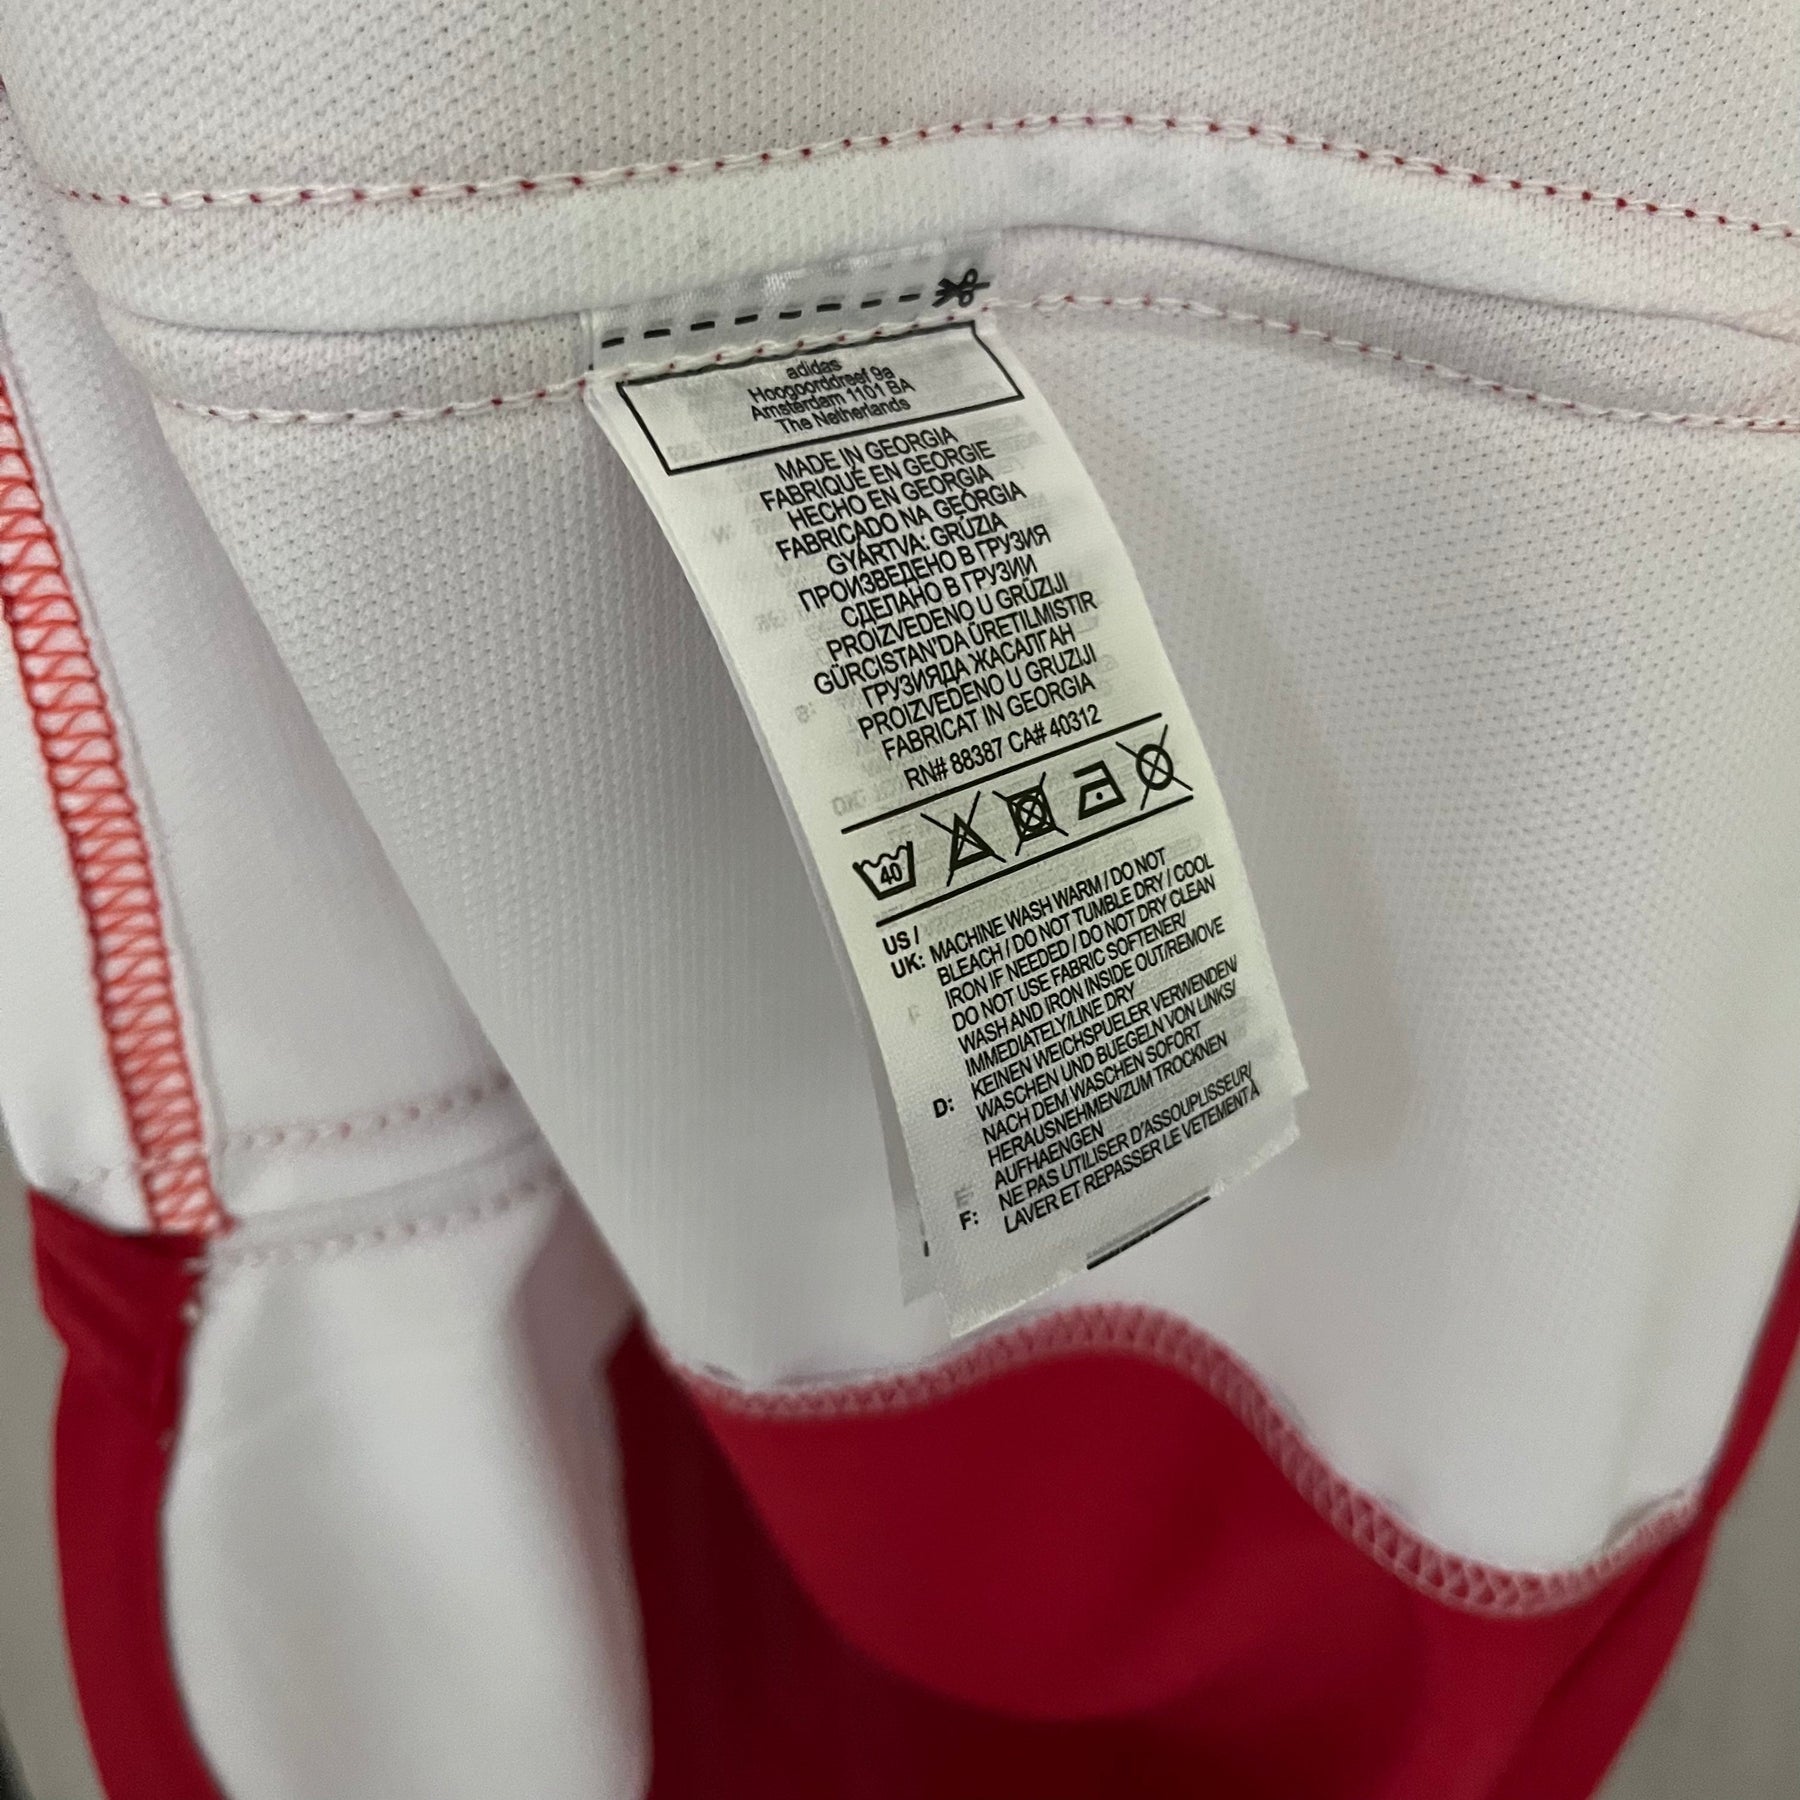 adidas
Hoogoorddreef 9a
Amsterdam 1101 BA
The Netherlands
MADE IN GEORGIA
FABRIQUÉ EN GEORGIE
HECHO EN GEORGIA
FABRICADO NA GEÓRGIA
GYÁRTVA: GRÚZIA
ПРОИЗВЕДЕНО В ГРУЗИЯ
СДЕЛАНО В ГРУЗИИ
PROIZVEDENO U GRUZIJI
GÜRCISTAN'DA ÜRETILMISTIR
ГРУЗИЯДА ЖАСАЛГАН
PROIZVEDENO U GRUZIJI
FABRICAT IN GEORGIA
RN# 88387 CA# 40312
40
US / UK: MACHINE WASH WARM / DO NOT
BLEACH / DO NOT TUMBLE DRY / COOL
IRON IF NEEDED / DO NOT DRY CLEAN
DO NOT USE FABRIC SOFTENER/
WASH AND IRON INSIDE OUT/REMOVE
IMMEDIATELY/LINE DRY
D: KEINEN WEICHSPUELER VERWENDEN/
WASCHEN UND BUEGELN VON LINKS/
NACH DEM WASCHEN SOFORT
HERAUSNEHMEN/ZUM TROCKNEN
AUFHAENGEN
F: NE PAS UTILISER D'ASSOUPLISSEUR/
LAVER ET REPASSER LE VETEMENT À